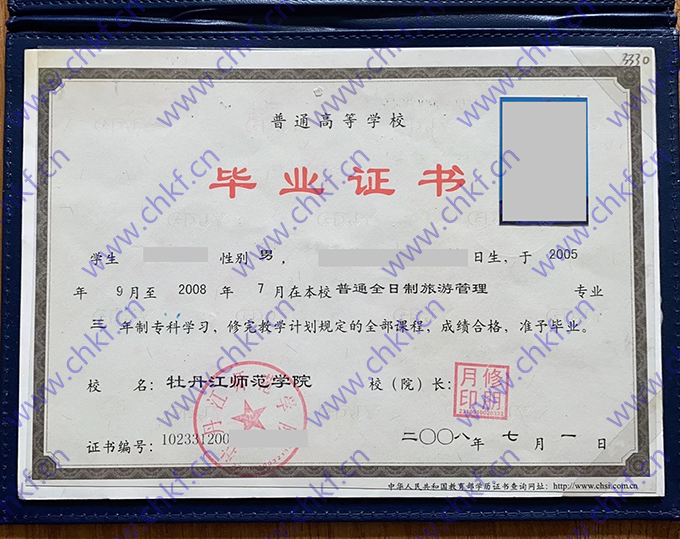 3330
普通高等学校
毕业证书
学生 性别 男， 日生，于 2005
年 9月至 2008 年 7月在本校 普通全日制旅游管理 专业
三 年制专科学习，修完教学计划规定的全部课程，成绩合格，准予毕业。
校 名：牡丹江师范学院 校（院）长：
月修印朋
证书编号：102331200
二〇〇八年 七 月 一 日
中华人民共和国教育部学历证书查询网址：http://www.chsi.com.cn
www.chkf.cn